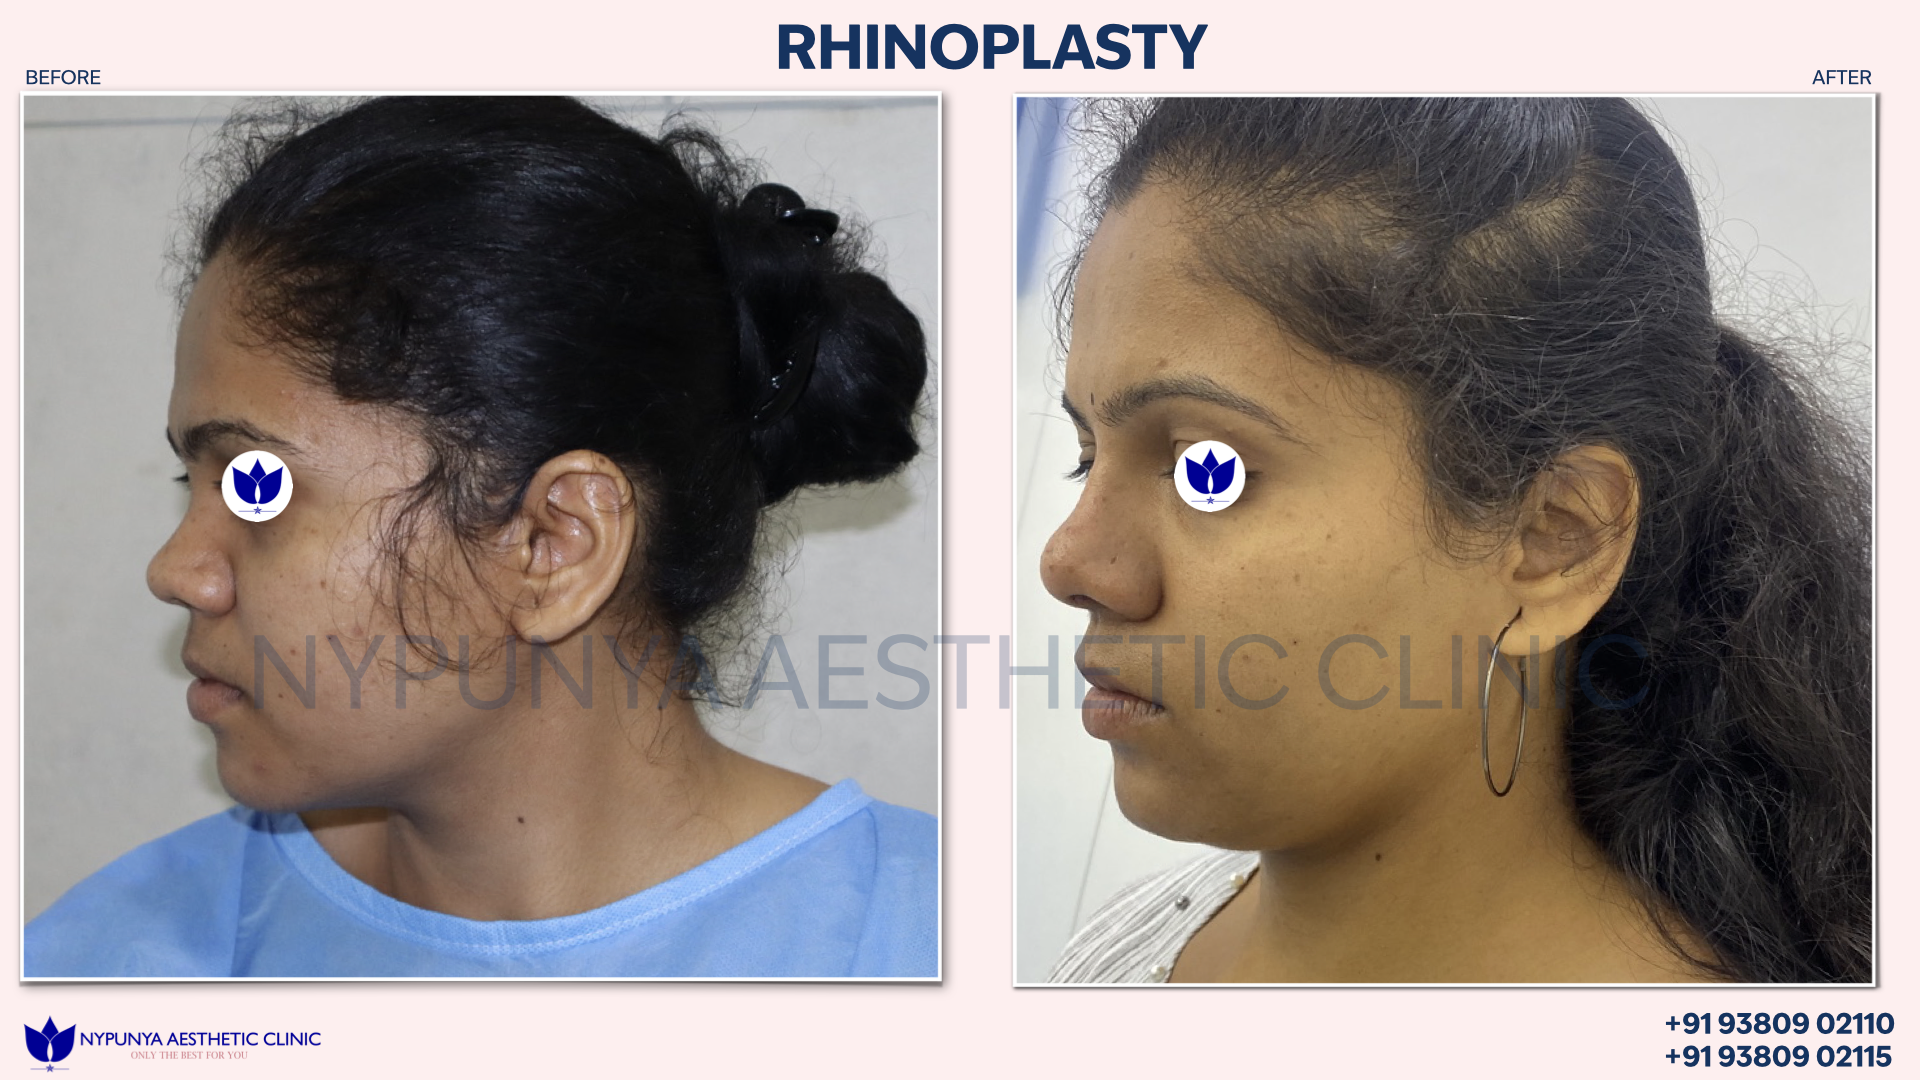 RHINOPLASTY
BEFORE
AFTER
NYPUNYA AESTHETIC CLINIC
NYPUNYA AESTHETIC CLINIC
ONLY THE BEST FOR YOU
+91 93809 02110
+91 93809 02115